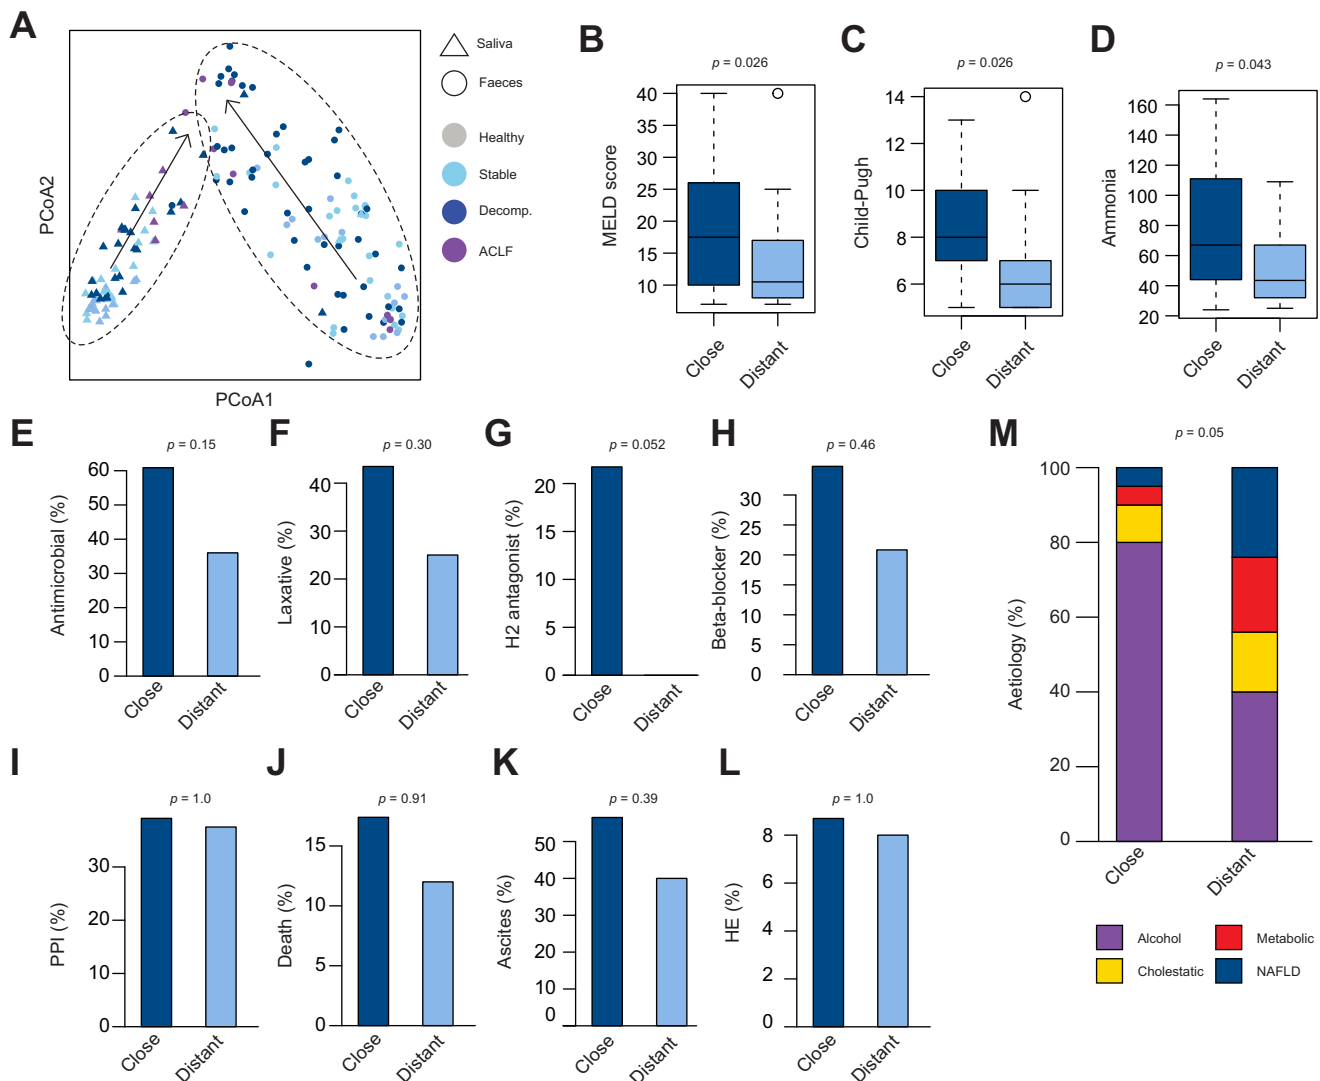 A
PCoA2
PCoA1
Saliva
Faeces
Healthy
Stable
Decomp.
ACLF
B
p = 0.026
MELD score
40
35
30
25
20
15
10
Close
Distant
C
p = 0.026
Child-Pugh
14
12
10
8
6
Close
Distant
D
p = 0.043
Ammonia
160
140
120
100
80
60
40
20
Close
Distant
E
p = 0.15
Antimicrobial (%)
60
50
40
30
20
10
0
Close
Distant
F
p = 0.30
Laxative (%)
40
30
20
10
0
Close
Distant
G
p = 0.052
H2 antagonist (%)
20
15
10
5
0
Close
Distant
H
p = 0.46
Beta-blocker (%)
30
25
20
15
10
5
0
Close
Distant
M
p = 0.05
Aetiology (%)
100
80
60
40
20
0
Close
Distant
Alcohol
Metabolic
Cholestatic
NAFLD
I
p = 1.0
PPI (%)
30
20
10
0
Close
Distant
J
p = 0.91
Death (%)
15
10
5
0
Close
Distant
K
p = 0.39
Ascites (%)
50
40
30
20
10
0
Close
Distant
L
p = 1.0
HE (%)
8
6
4
2
0
Close
Distant